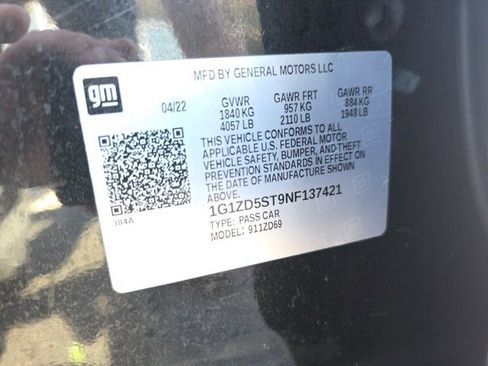 MFD BY GENERAL MOTORS LLC
gm
04/22 GVWR GAWR FRT GAWR RR
1840 KG 957 KG 884 KG
4057 LB 2110 LB 1948 LB
THIS VEHICLE CONFORMS TO ALL
APPLICABLE U.S. FEDERAL MOTOR
VEHICLE SAFETY, BUMPER, AND THEFT
PREVENTION STANDARDS IN EFFECT ON
THE DATE OF MANUFACTURE SHOWN
ABOVE.
1G1ZD5ST9NF137421
384A
TYPE: PASS CAR
MODEL: 911ZD69